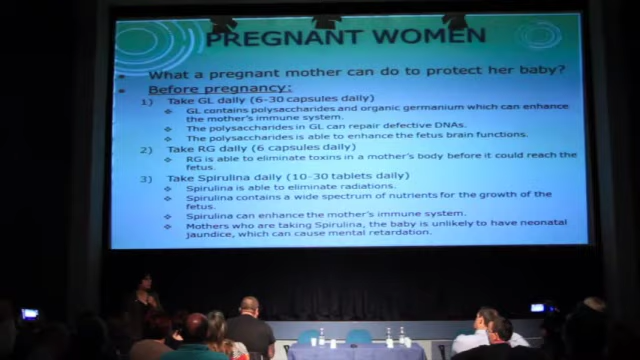 PREGNANT WOMEN
What a pregnant mother can do to protect her baby?
Before pregnancy:
1) Take GL daily (6-30 capsules daily)
GL contains polysaccharides and organic germanium which can enhance
the mother's immune system.
The polysaccharides in GL can repair defective DNAs.
The polysaccharides is able to enhance the fetus brain functions.
2) Take RG daily (6 capsules daily)
RG is able to eliminate toxins in a mother's body before it could reach the
fetus.
3) Take Spirulina daily (10-30 tablets daily)
Spirulina is able to eliminate radiations.
Spirulina contains a wide spectrum of nutrients for the growth of the
fetus.
Spirulina can enhance the mother's immune system.
Mothers who are taking Spirulina, the baby is unlikely to have neonatal
jaundice, which can cause mental retardation.